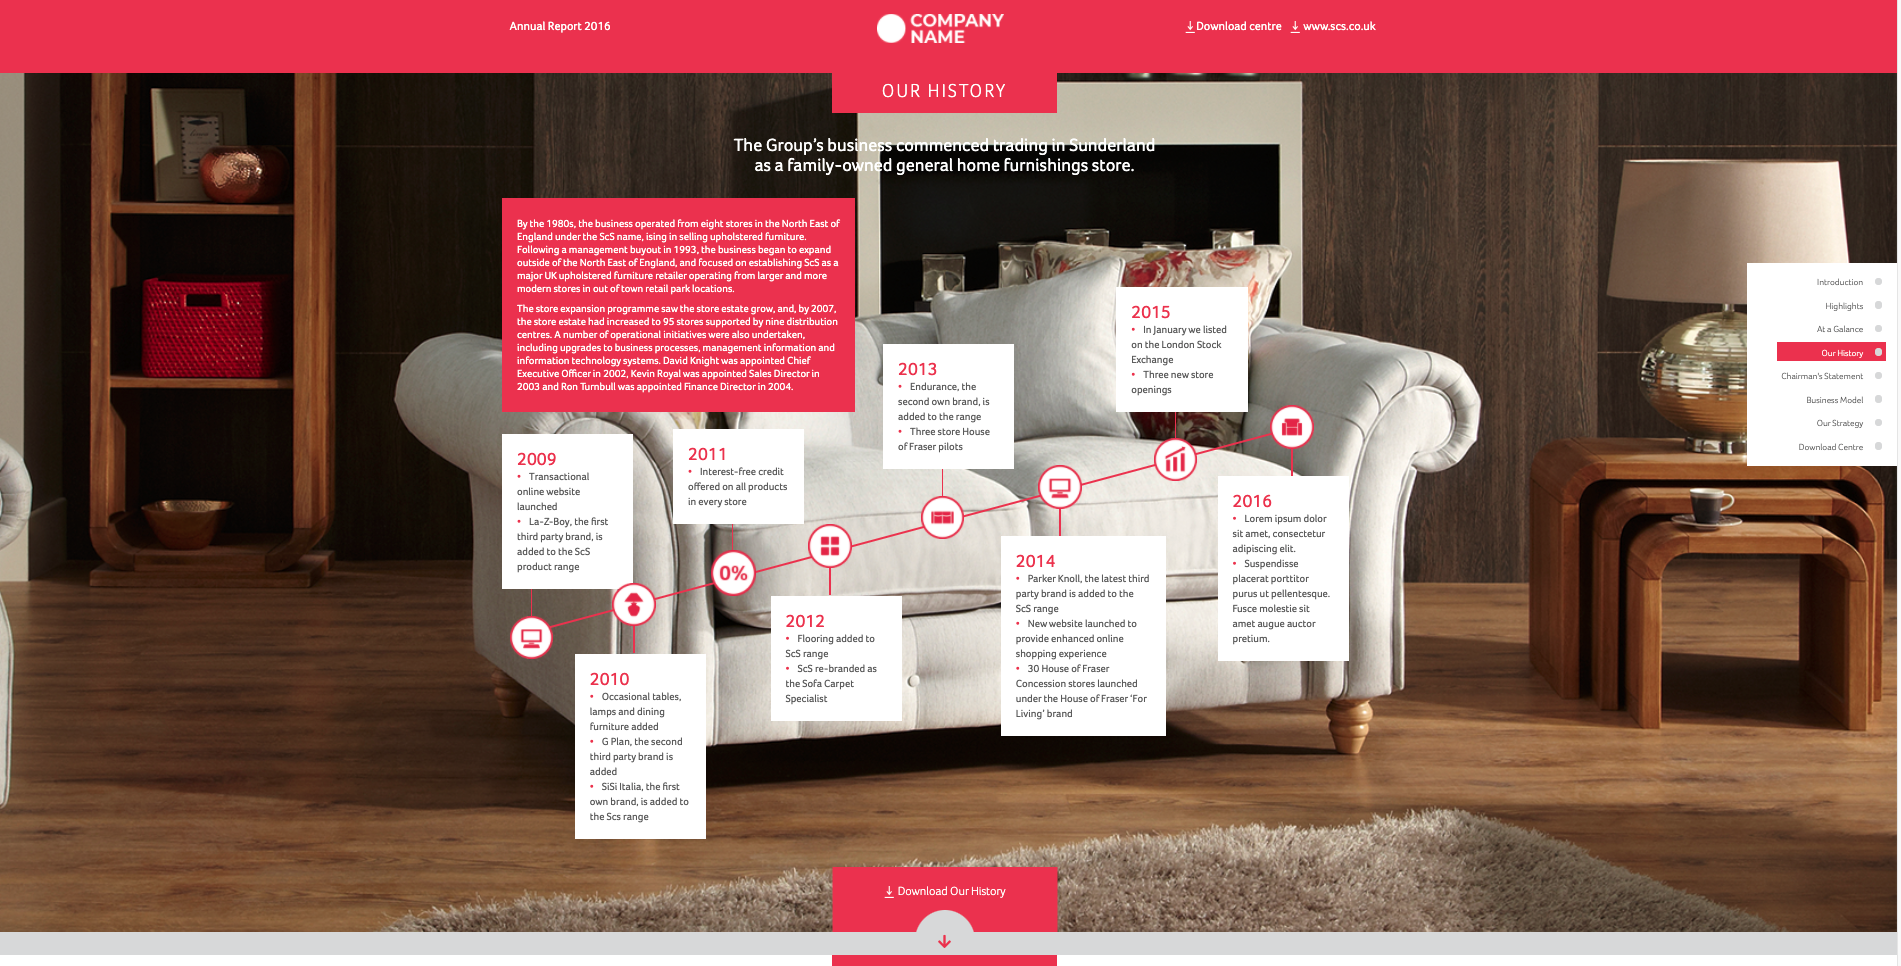 Annual Report 2016
COMPANY
NAME
Download centre
www.scs.co.uk
OUR HISTORY
The Group's business commenced trading in Sunderland
as a family-owned general home furnishings store.
By the 1980s, the business operated from eight stores in the North East of
England under the ScS name, ising in selling upholstered furniture.
Following a management buyout in 1993, the business began to expand
outside of the North East of England, and focused on establishing ScS as a
major UK upholstered furniture retailer operating from larger and more
modern stores in out of town retail park locations.
The store expansion programme saw the store estate grow, and, by 2007,
the store estate had increased to 95 stores supported by nine distribution
centres. A number of operational initiatives were also undertaken,
including upgrades to business processes, management information and
information technology systems. David Knight was appointed Chief
Executive Officer in 2002, Kevin Royal was appointed Sales Director in
2003 and Ron Turnbull was appointed Finance Director in 2004.
2009
• Transactional
online website
launched
• La-Z-Boy, the first
third party brand, is
added to the ScS
product range
2010
• Occasional tables,
lamps and dining
furniture added
• G Plan, the second
third party brand is
added
• SiSi Italia, the first
own brand, is added to
the Scs range
2011
• Interest-free credit
offered on all products
in every store
0%
2012
• Flooring added to
ScS range
• ScS re-branded as
the Sofa Carpet
Specialist
2013
• Endurance, the
second own brand, is
added to the range
• Three store House
of Fraser pilots
2014
• Parker Knoll, the latest third
party brand is added to the
ScS range
• New website launched to
provide enhanced online
shopping experience
• 30 House of Fraser
Concession stores launched
under the House of Fraser ‘For
Living’ brand
2015
• In January we listed
on the London Stock
Exchange
• Three new store
openings
2016
• Lorem ipsum dolor
sit amet, consectetur
adipiscing elit.
• Suspendisse
placerat porttitor
purus ut pellentesque.
Fusce molestie sit
amet augue auctor
pretium.
Introduction
Highlights
At a Galance
Our History
Chairman's Statement
Business Model
Our Strategy
Download Centre
Download Our History